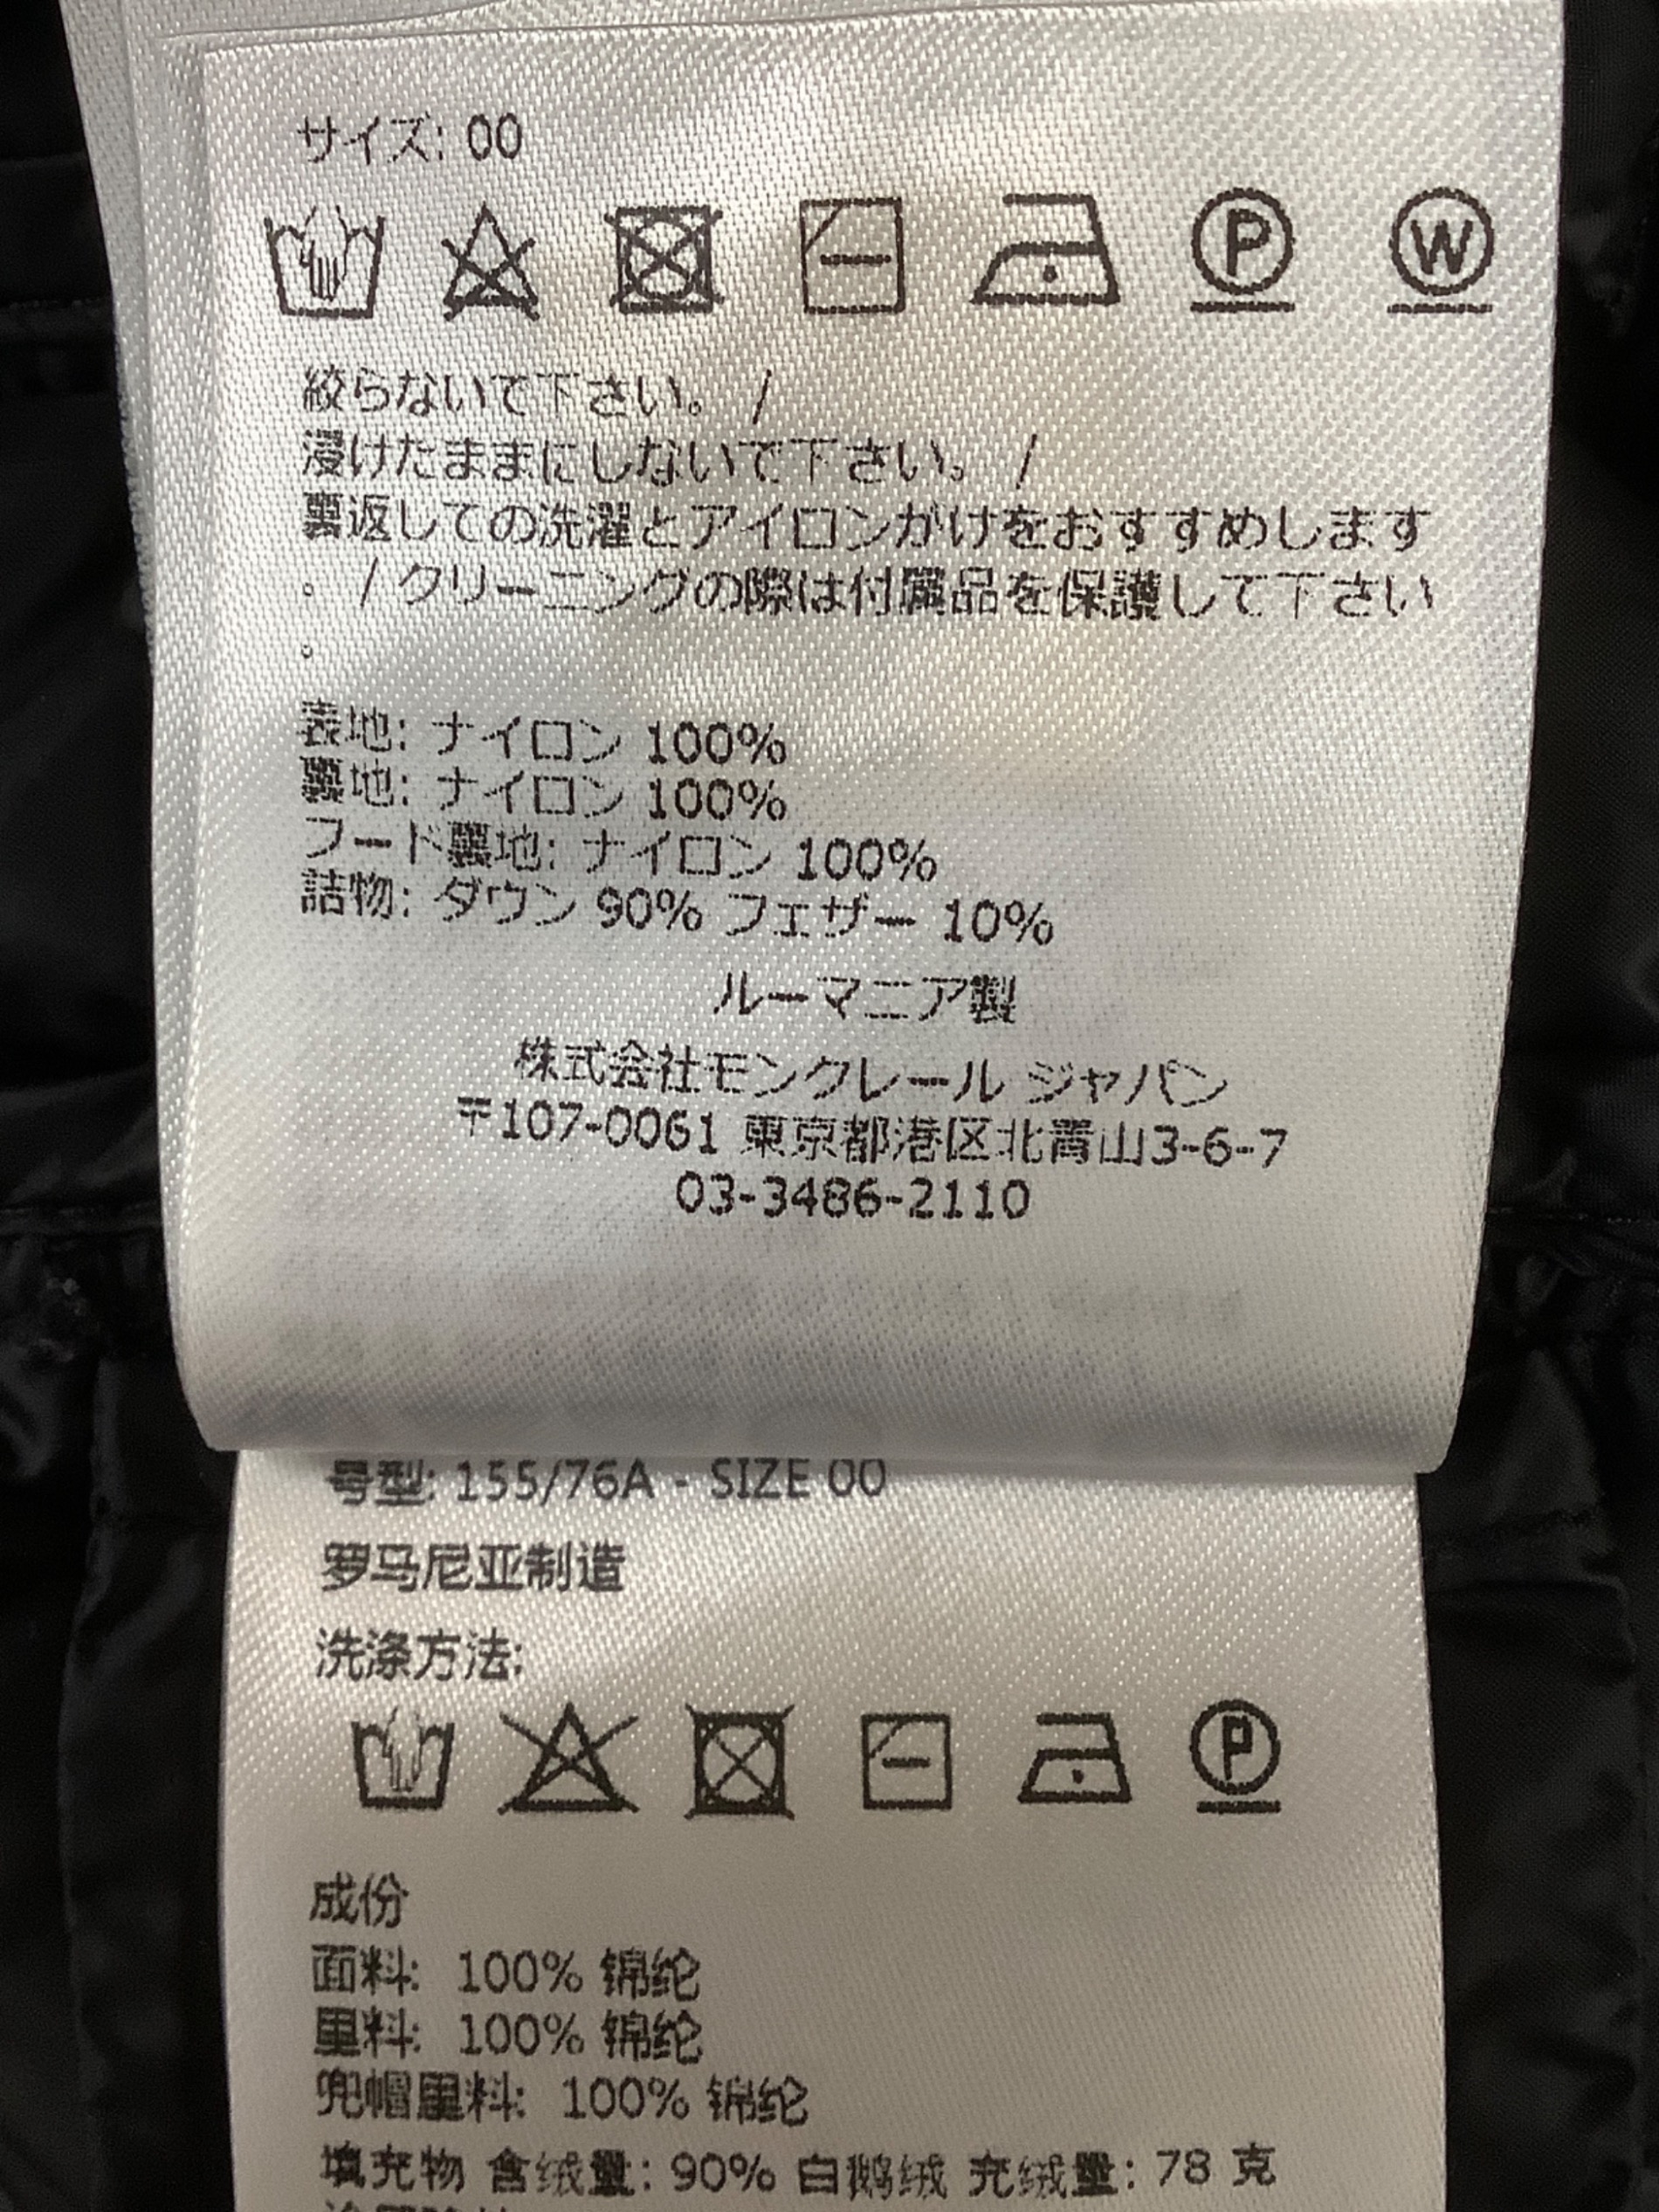 サイズ: 00
P
W
絞らないで下さい。 /
浸けたままにしないで下さい。 /
裏返しての洗濯とアイロンがけをおすすめします
。 / クリーニングの際は付属品を保護して下さい
。
表地: ナイロン 100%
裏地: ナイロン 100%
フード裏地: ナイロン 100%
詰物: ダウン 90% フェザー 10%
ルーマニア製
株式会社モンクレール ジャパン
〒107-0061 東京都港区北青山3-6-7
03-3486-2110
号型: 155/76A - SIZE 00
罗马尼亚制造
洗涤方法:
P
成份
面料: 100% 锦纶
里料: 100% 锦纶
兜帽里料: 100% 锦纶
填充物 含绒量: 90% 白鹅绒 充绒量: 78 克